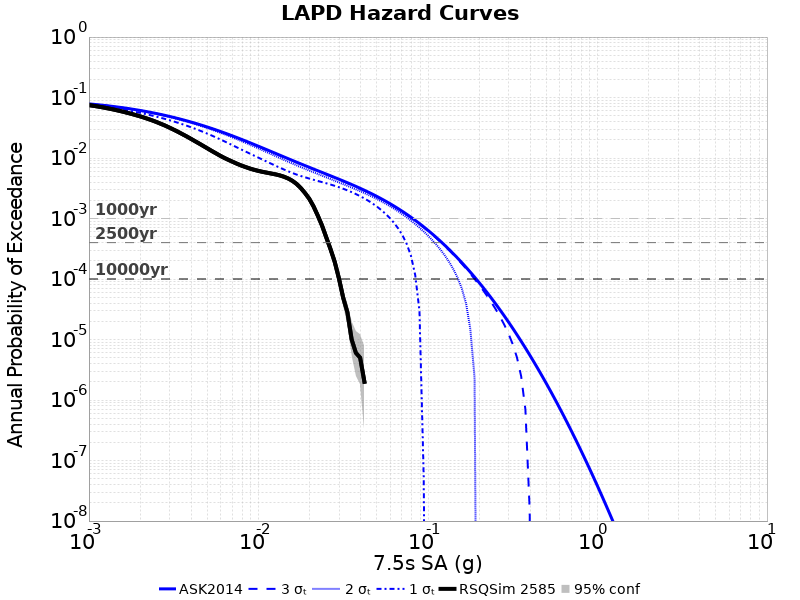 LAPD Hazard Curves
Annual Probability of Exceedance
10^0
10^-1
10^-2
10^-3
10^-4
10^-5
10^-6
10^-7
10^-8
1000yr
2500yr
10000yr
10^-3 10^-2 10^-1 10^0 10^1
7.5s SA (g)
ASK2014 3 σₜ 2 σₜ 1 σₜ RSQSim 2585 95% conf